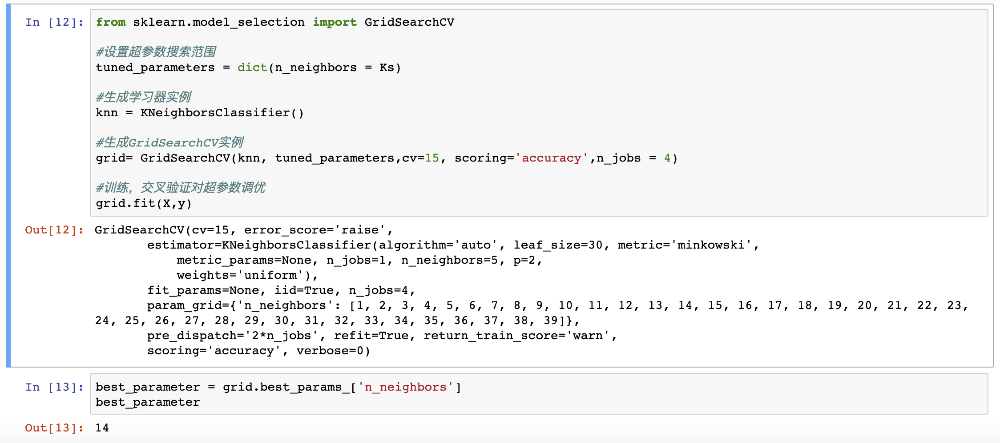 In [12]:
from sklearn.model_selection import GridSearchCV
#设置超参数搜索范围
tuned_parameters = dict(n_neighbors = Ks)
#生成学习器实例
knn = KNeighborsClassifier()
#生成GridSearchCV实例
grid= GridSearchCV(knn, tuned_parameters,cv=15, scoring='accuracy',n_jobs = 4)
#训练，交叉验证对超参数调优
grid.fit(X,y)
Out[12]:
GridSearchCV(cv=15, error_score='raise',
estimator=KNeighborsClassifier(algorithm='auto', leaf_size=30, metric='minkowski',
metric_params=None, n_jobs=1, n_neighbors=5, p=2,
weights='uniform'),
fit_params=None, iid=True, n_jobs=4,
param_grid={'n_neighbors': [1, 2, 3, 4, 5, 6, 7, 8, 9, 10, 11, 12, 13, 14, 15, 16, 17, 18, 19, 20, 21, 22, 23,
24, 25, 26, 27, 28, 29, 30, 31, 32, 33, 34, 35, 36, 37, 38, 39]},
pre_dispatch='2*n_jobs', refit=True, return_train_score='warn',
scoring='accuracy', verbose=0)
In [13]:
best_parameter = grid.best_params_['n_neighbors']
best_parameter
Out[13]:
14